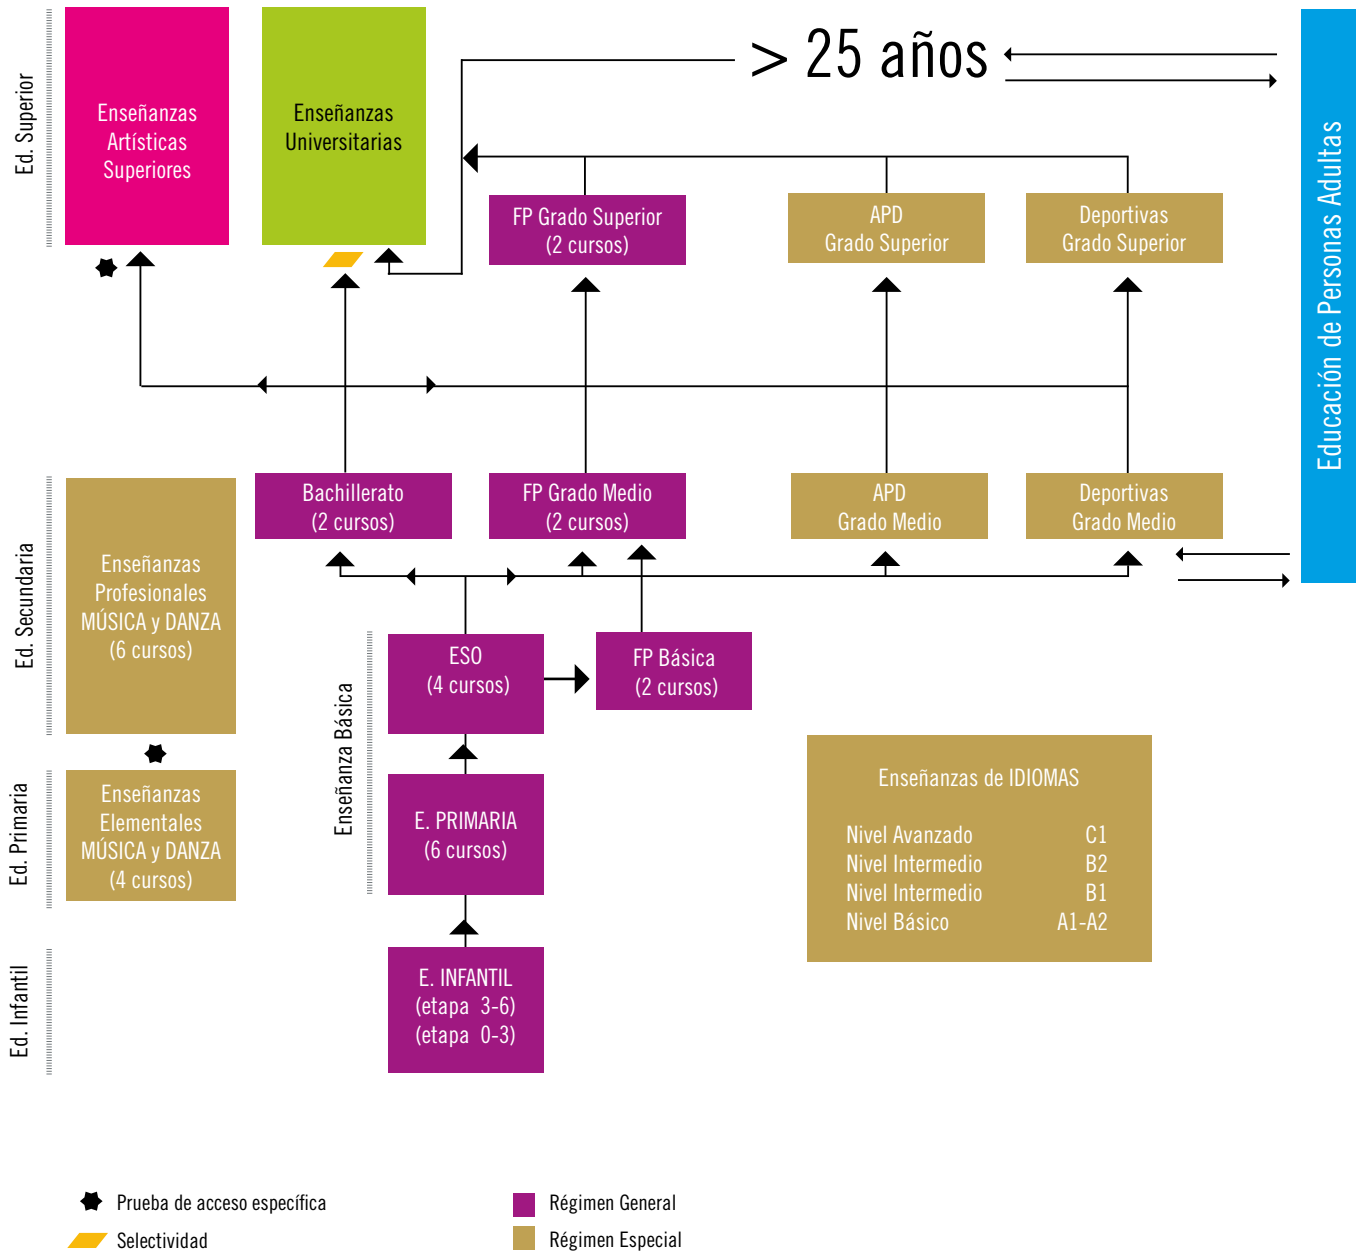 Ed. Superior
Enseñanzas
Artísticas
Superiores
Enseñanzas
Universitarias
> 25 años
FP Grado Superior
(2 cursos)
APD
Grado Superior
Deportivas
Grado Superior
Educación de Personas Adultas
Ed. Secundaria
Enseñanzas
Profesionales
MÚSICA y DANZA
(6 cursos)
Bachillerato
(2 cursos)
FP Grado Medio
(2 cursos)
APD
Grado Medio
Deportivas
Grado Medio
Enseñanza Básica
ESO
(4 cursos)
FP Básica
(2 cursos)
Ed. Primaria
Enseñanzas
Elementales
MÚSICA y DANZA
(4 cursos)
E. PRIMARIA
(6 cursos)
Enseñanzas de IDIOMAS
Nivel Avanzado C1
Nivel Intermedio B2
Nivel Intermedio B1
Nivel Básico A1-A2
Ed. Infantil
E. INFANTIL
(etapa 3-6)
(etapa 0-3)
Prueba de acceso específica
Selectividad
Régimen General
Régimen Especial